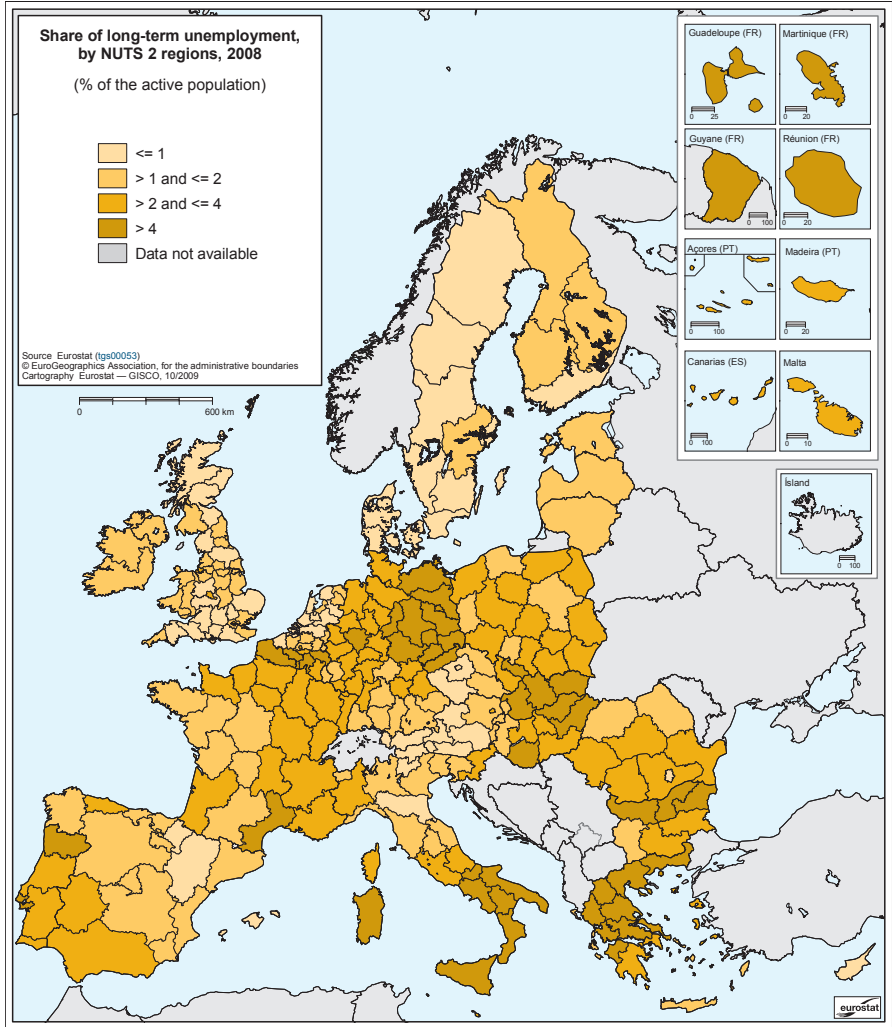 Share of long-term unemployment,
by NUTS 2 regions, 2008
(% of the active population)
<= 1
> 1 and <= 2
> 2 and <= 4
> 4
Data not available
Source Eurostat (tgs00053)
© EuroGeographics Association, for the administrative boundaries
Cartography Eurostat — GISCO, 10/2009
0 600 km
Guadeloupe (FR)
0 25
Martinique (FR)
0 20
Guyane (FR)
0 100
Réunion (FR)
0 20
Açores (PT)
0 100
Madeira (PT)
0 20
Canarias (ES)
0 100
Malta
0 10
Ísland
0 100
eurostat